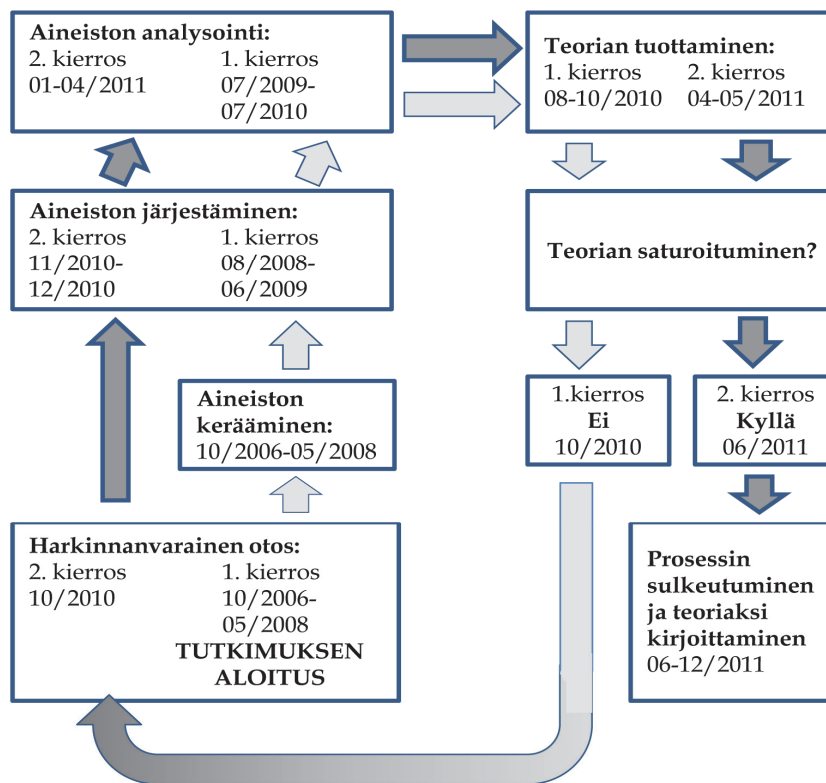 Aineiston analysointi:
2. kierros 1. kierros
01-04/2011 07/2009-
07/2010
Teorian tuottaminen:
1. kierros 2. kierros
08-10/2010 04-05/2011
Aineiston järjestäminen:
2. kierros 1. kierros
11/2010- 08/2008-
12/2010 06/2009
Teorian saturoituminen?
Aineiston
kerääminen:
10/2006-05/2008
1.kierros
Ei
10/2010
2. kierros
Kyllä
06/2011
Harkinnanvarainen otos:
2. kierros 1. kierros
10/2010 10/2006-
05/2008
TUTKIMUKSEN
ALOITUS
Prosessin
sulkeutuminen
ja teoriaksi
kirjoittaminen
06-12/2011